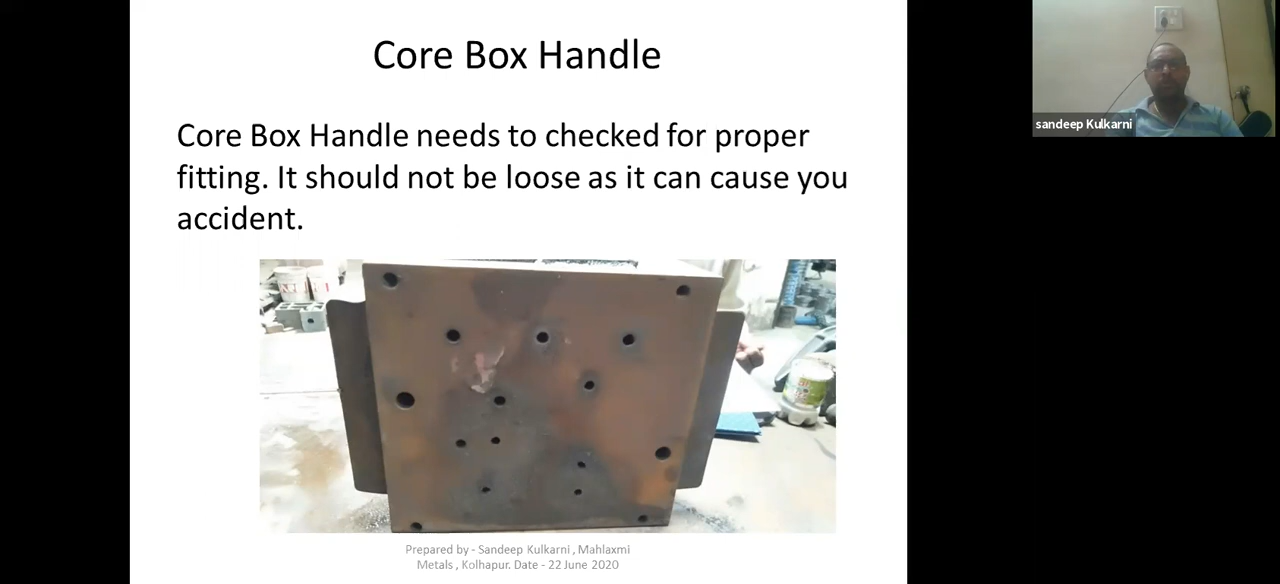 Core Box Handle
Core Box Handle needs to checked for proper
fitting. It should not be loose as it can cause you
accident.
Prepared by - Sandeep Kulkarni , Mahlaxmi
Metals , Kolhapur. Date - 22 June 2020
sandeep Kulkarni